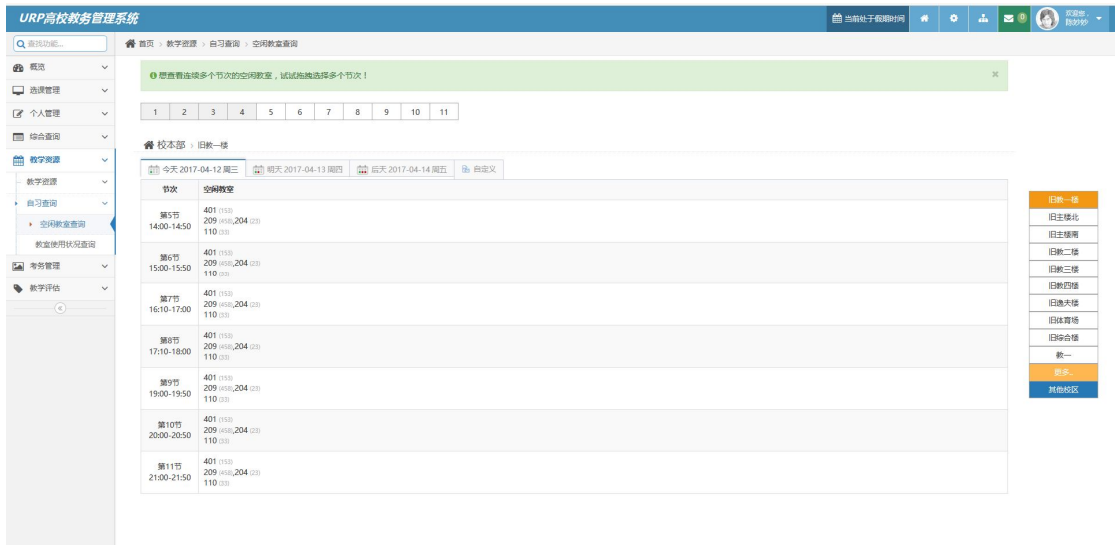 URP高校教务管理系统
当前处于假期时间
0
欢迎您，
查找功能...
首页 › 教学资源 › 自习查询 › 空闲教室查询
概览
选课管理
个人管理
综合查询
教学资源
教学资源
自习查询
空闲教室查询
教室使用状况查询
考务管理
教学评估
想查看连续多个节次的空闲教室，试试拖拽选择多个节次！ ×
1 2 3 4 5 6 7 8 9 10 11
校本部 › 旧教一楼
今天 2017-04-12 周三 明天 2017-04-13 周四 后天 2017-04-14 周五 自定义
节次 空闲教室
第5节
14:00-14:50
401 (153)
209 (458),204 (23)
110 (33)
第6节
15:00-15:50
401 (153)
209 (458),204 (23)
110 (33)
第7节
16:10-17:00
401 (153)
209 (458),204 (23)
110 (33)
第8节
17:10-18:00
401 (153)
209 (458),204 (23)
110 (33)
第9节
19:00-19:50
401 (153)
209 (458),204 (23)
110 (33)
第10节
20:00-20:50
401 (153)
209 (458),204 (23)
110 (33)
第11节
21:00-21:50
401 (153)
209 (458),204 (23)
110 (33)
旧教一楼
旧主楼北
旧主楼南
旧教二楼
旧教三楼
旧教四楼
旧逸夫楼
旧体育场
旧综合楼
教一
更多..
其他校区